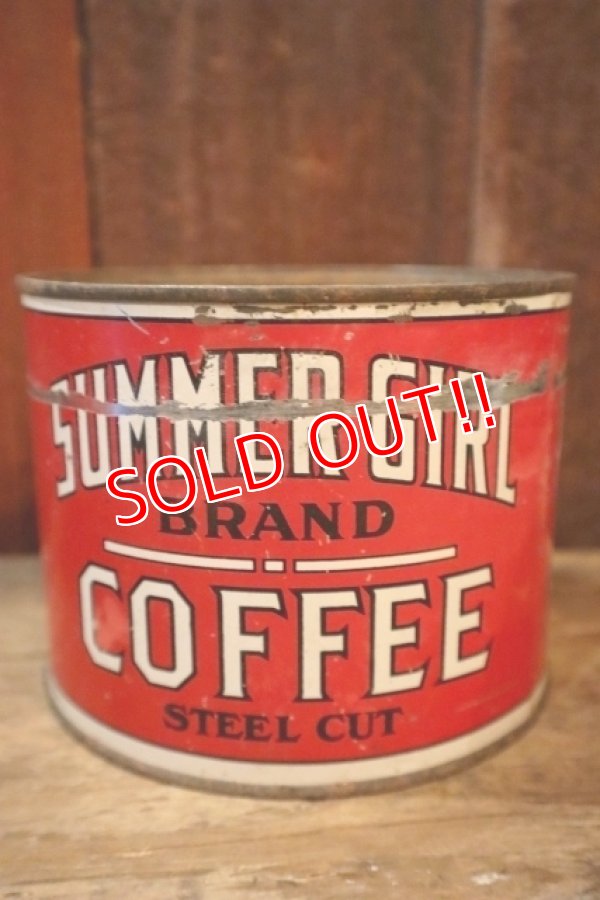 SUMMER GIRL
SOLD OUT!!
BRAND
COFFEE
STEEL CUT